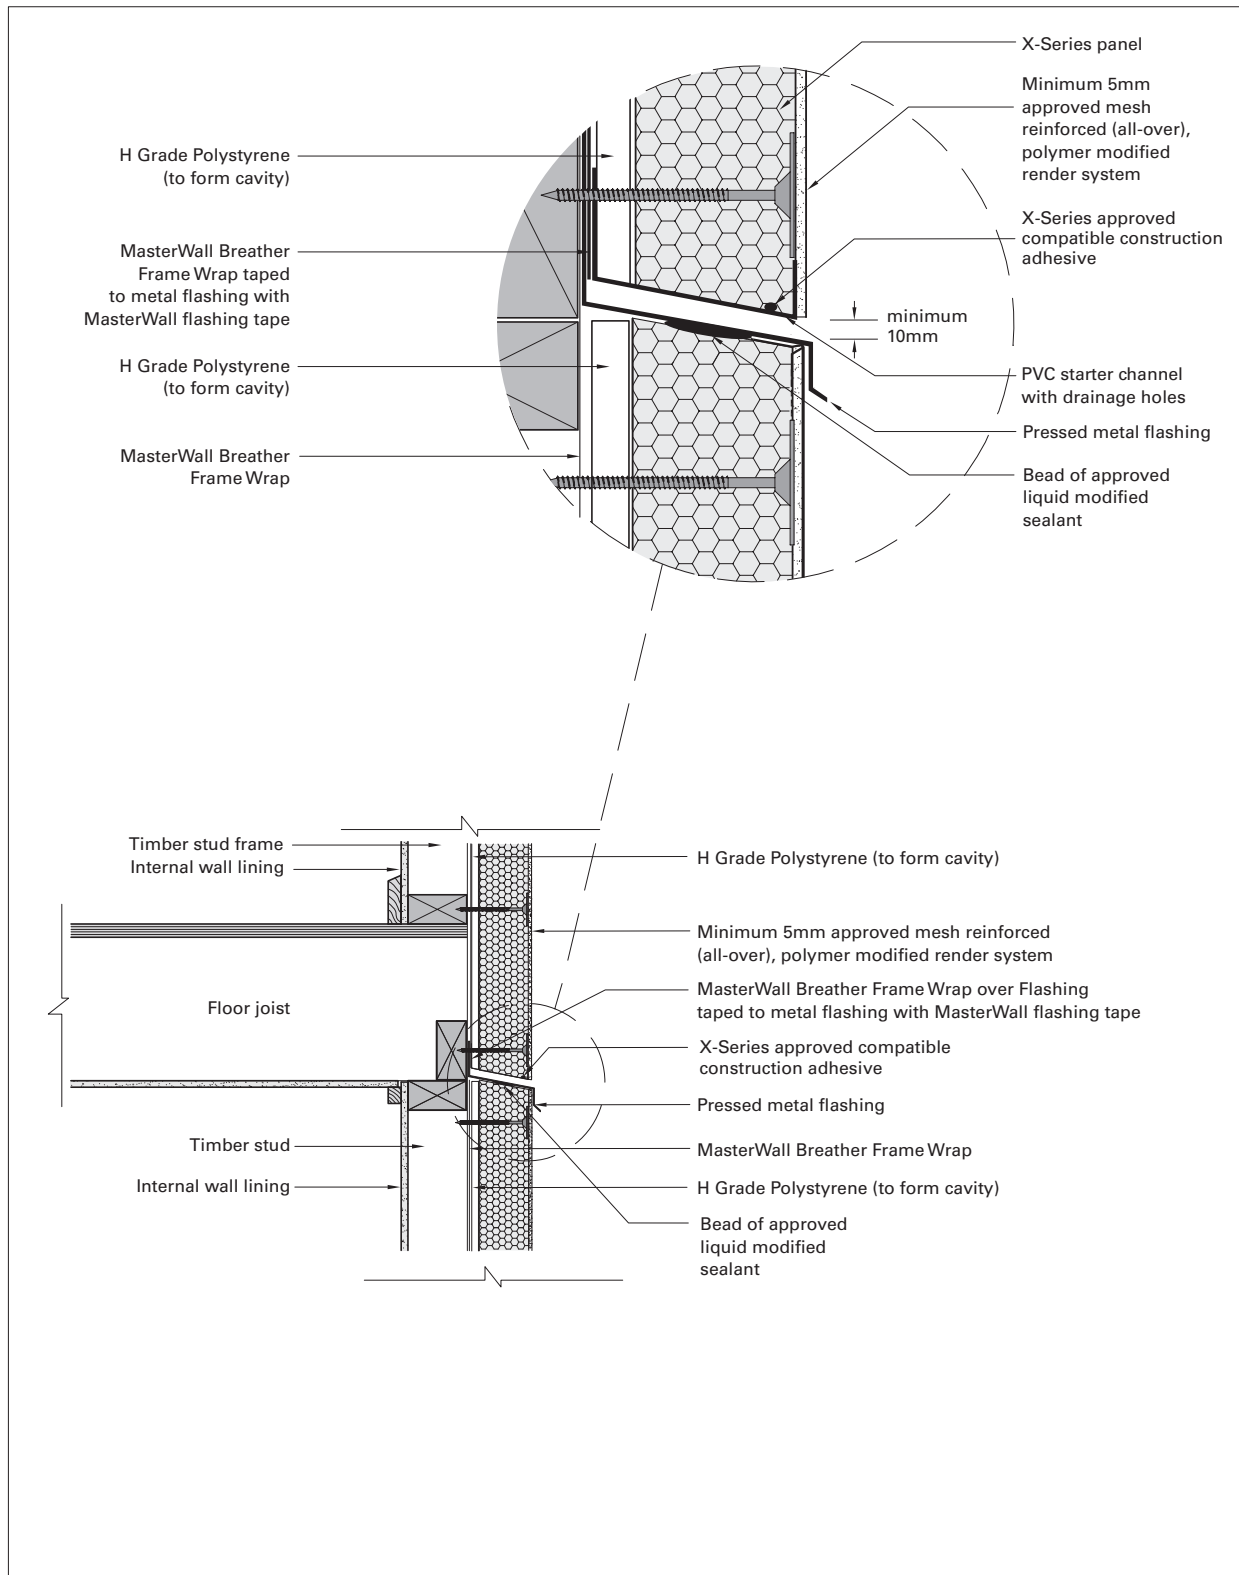 X-Series panel
Minimum 5mm
approved mesh
reinforced (all-over),
polymer modified
render system
H Grade Polystyrene
(to form cavity)
X-Series approved
compatible construction
adhesive
MasterWall Breather
Frame Wrap taped
to metal flashing with
MasterWall flashing tape
minimum
10mm
H Grade Polystyrene
(to form cavity)
PVC starter channel
with drainage holes
Pressed metal flashing
MasterWall Breather
Frame Wrap
Bead of approved
liquid modified
sealant
Timber stud frame
Internal wall lining
H Grade Polystyrene (to form cavity)
Minimum 5mm approved mesh reinforced
(all-over), polymer modified render system
Floor joist
MasterWall Breather Frame Wrap over Flashing
taped to metal flashing with MasterWall flashing tape
X-Series approved compatible
construction adhesive
Pressed metal flashing
Timber stud
MasterWall Breather Frame Wrap
Internal wall lining
H Grade Polystyrene (to form cavity)
Bead of approved
liquid modified
sealant